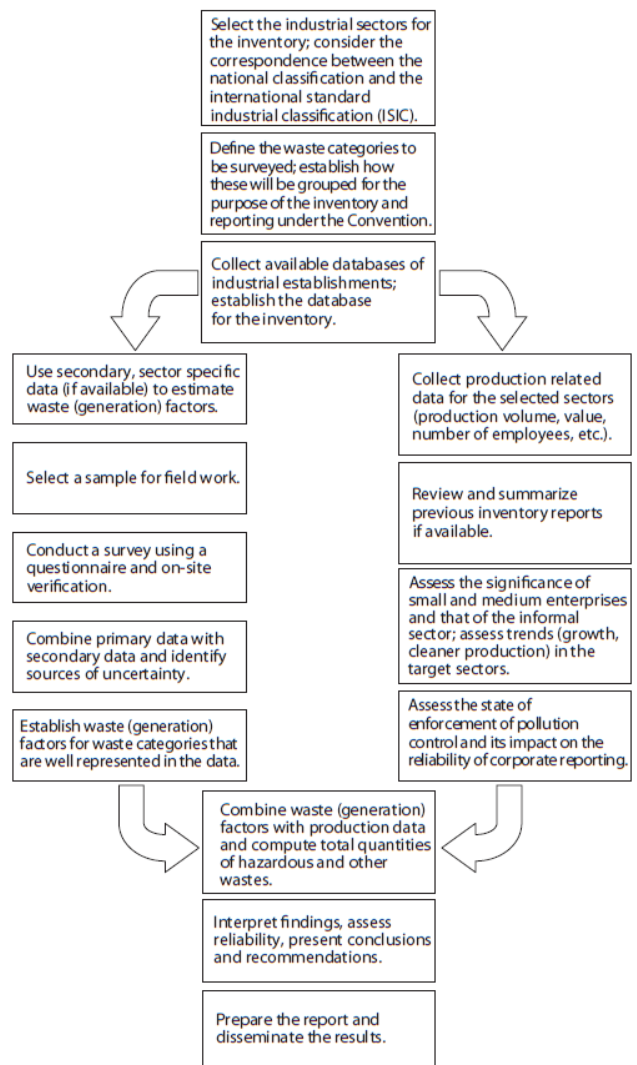 Select the industrial sectors for
the inventory; consider the
correspondence between the
national classification and the
international standard
industrial classification (ISIC).
Define the waste categories to
be surveyed; establish how
these will be grouped for the
purpose of the inventory and
reporting under the Convention.
Collect available databases of
industrial establishments;
establish the database
for the inventory.
Use secondary, sector specific
data (if available) to estimate
waste (generation) factors.
Select a sample for field work.
Conduct a survey using a
questionnaire and on-site
verification.
Combine primary data with
secondary data and identify
sources of uncertainty.
Establish waste (generation)
factors for waste categories that
are well represented in the data.
Collect production related
data for the selected sectors
(production volume, value,
number of employees, etc.).
Review and summarize
previous inventory reports
if available.
Assess the significance of
small and medium enterprises
and that of the informal
sector; assess trends (growth,
cleaner production) in the
target sectors.
Assess the state of
enforcement of pollution
control and its impact on the
reliability of corporate reporting.
Combine waste (generation)
factors with production data
and compute total quantities
of hazardous and other
wastes.
Interpret findings, assess
reliability, present conclusions
and recommendations.
Prepare the report and
disseminate the results.